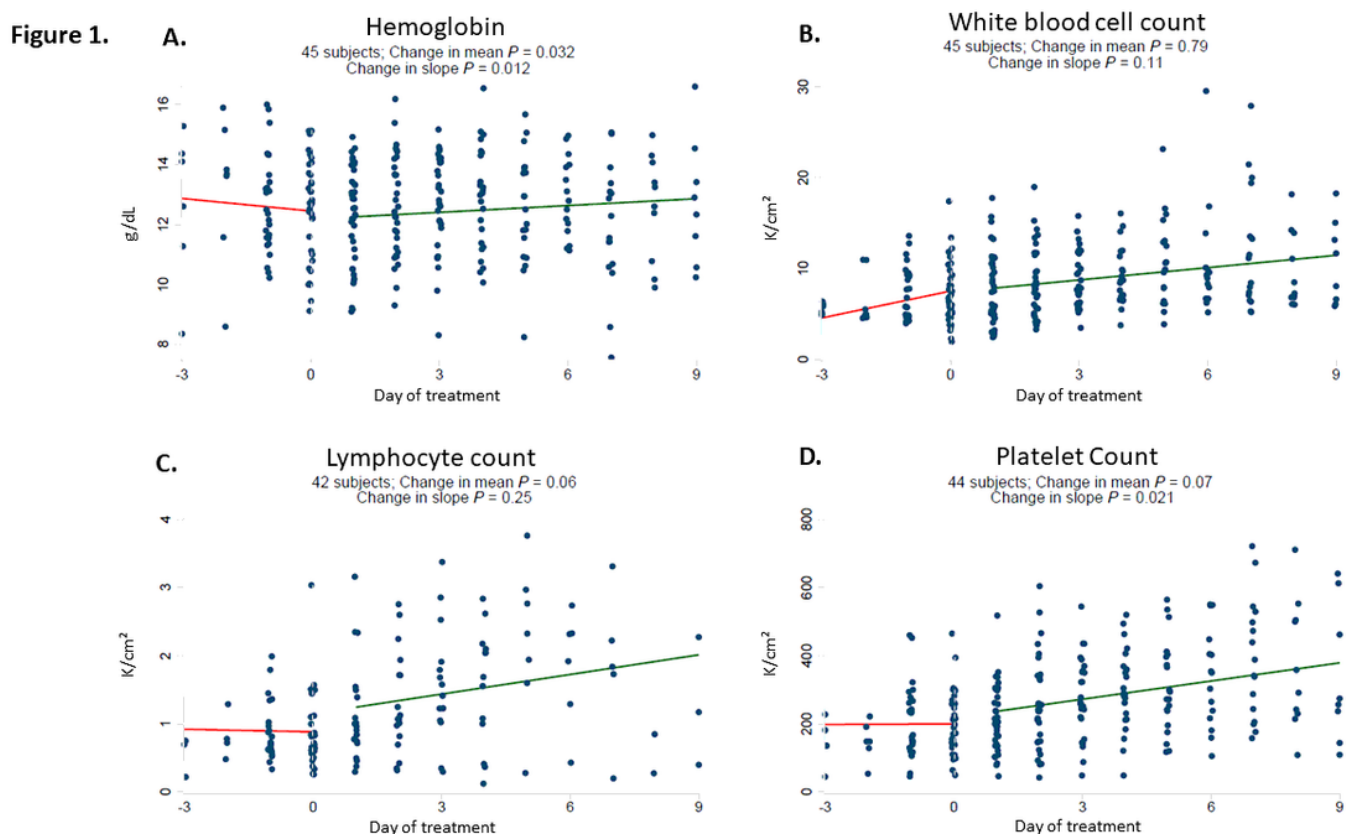 Figure 1.
A.
Hemoglobin
45 subjects; Change in mean P = 0.032
Change in slope P = 0.012
g/dL
16
14
12
10
8
-3
0
3
6
9
Day of treatment
B.
White blood cell count
45 subjects; Change in mean P = 0.79
Change in slope P = 0.11
K/cm²
30
20
10
0
-3
0
3
6
9
Day of treatment
C.
Lymphocyte count
42 subjects; Change in mean P = 0.06
Change in slope P = 0.25
K/cm²
4
3
2
1
0
-3
0
3
6
9
Day of treatment
D.
Platelet Count
44 subjects; Change in mean P = 0.07
Change in slope P = 0.021
K/cm²
800
600
400
200
0
-3
0
3
6
9
Day of treatment